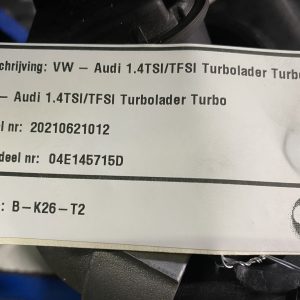 chrijving: VW - Audi 1.4TSI/TFSI Turbolader Turbo
- Audi 1.4TSI/TFSI Turbolader Turbo
el nr: 20210621012
deel nr: 04E145715D
: B-K26-T2